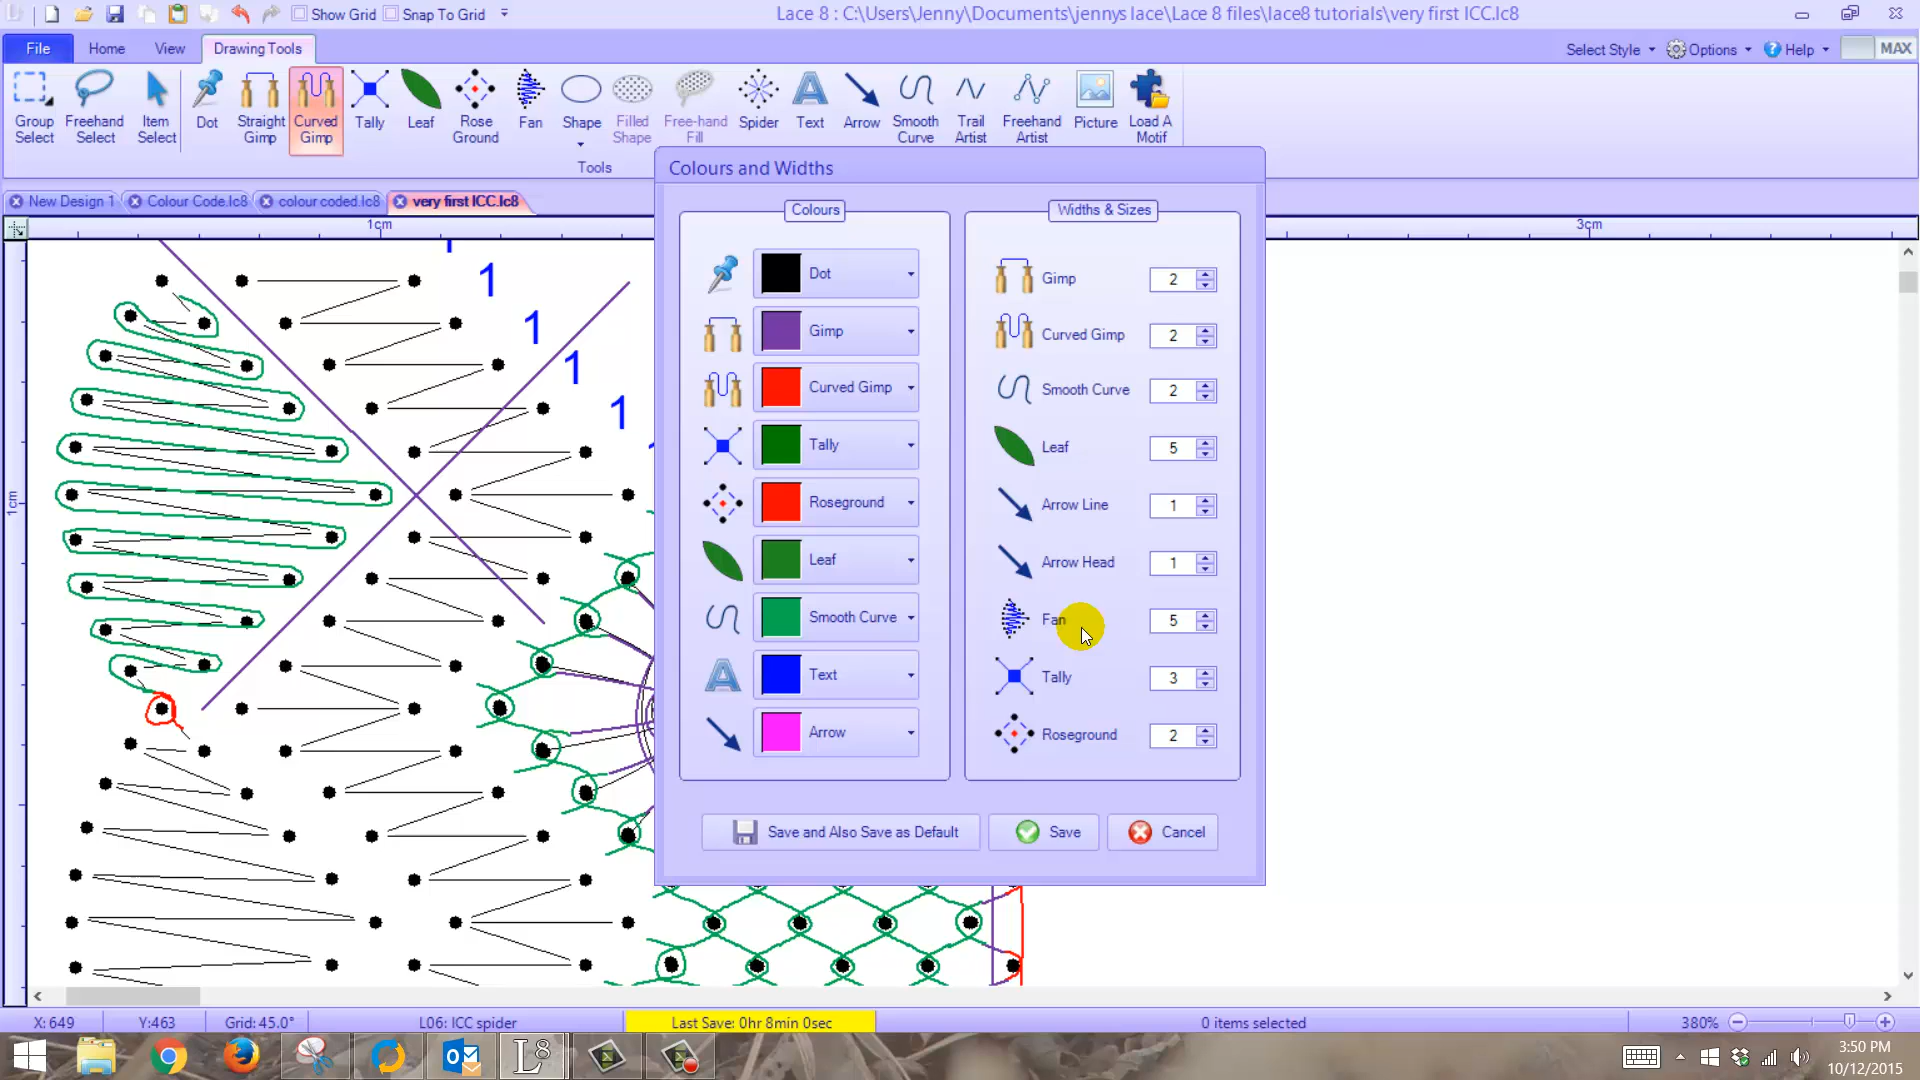 Show Grid Snap To Grid
Lace 8 : C:\Users\Jenny\Documents\jennys lace\Lace 8 files\lace8 tutorials\very first ICC.lc8
File Home View Drawing Tools
Select Style Options Help MAX
Group Select
Freehand Select
Item Select
Dot
Straight Gimp
Curved Gimp
Tally
Leaf
Rose Ground
Fan
Shape
Filled Shape
Free-hand Fill
Spider
Text
Arrow
Smooth Curve
Trail Artist
Freehand Artist
Picture
Load A Motif
Tools
New Design 1 Colour Code.lc8 colour coded.lc8 very first ICC.lc8
1cm
3cm
1cm
1
1
1
1
Colours and Widths
Colours
Dot
Gimp
Curved Gimp
Tally
Roseground
Leaf
Smooth Curve
Text
Arrow
Widths & Sizes
Gimp 2
Curved Gimp 2
Smooth Curve 2
Leaf 5
Arrow Line 1
Arrow Head 1
Fan 5
Tally 3
Roseground 2
Save and Also Save as Default Save Cancel
X: 649 Y:463 Grid: 45.0° L06: ICC spider Last Save: 0hr 8min 0sec 0 items selected 380%
L8
3:50 PM
10/12/2015